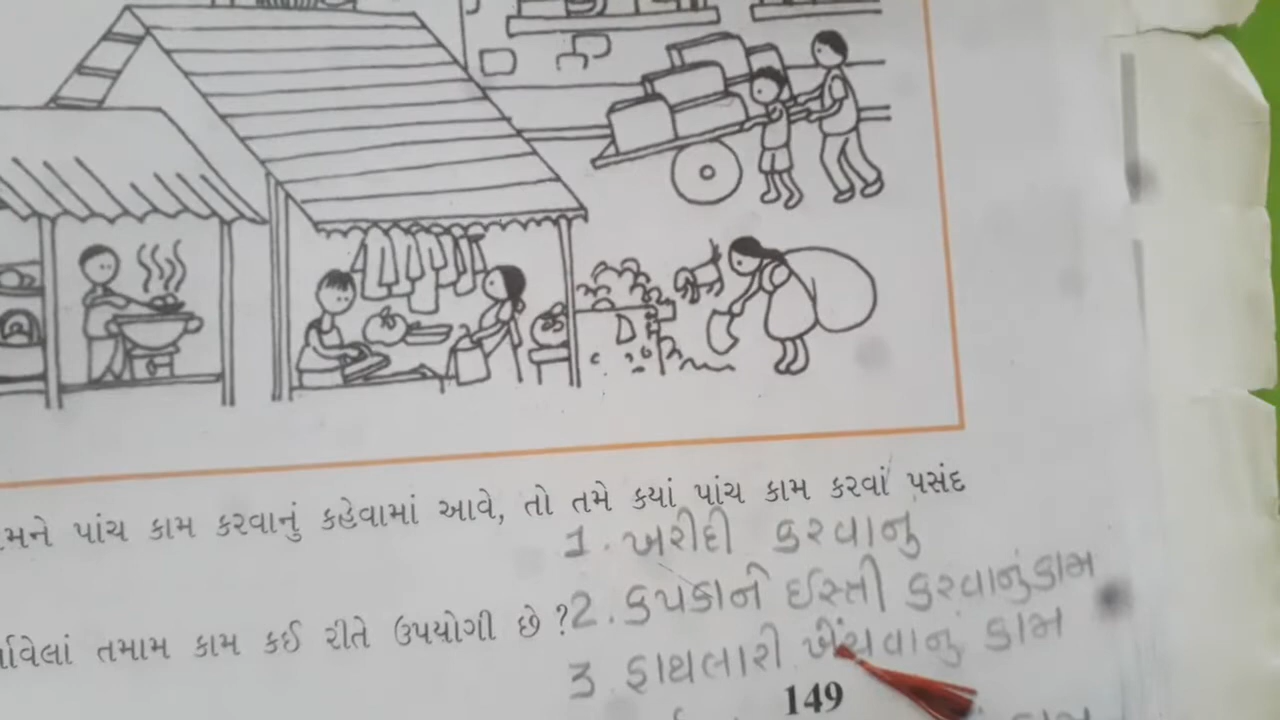 મને પાંચ કામ કરવાનું કહેવામાં આવે, તો તમે કયાં પાંચ કામ કરવાં પસંદ
1. ખરીદી કરવાનું
2. કપડાને ઈસ્ત્રી કરવાનું કામ
તમામ કામ કઈ રીતે ઉપયોગી છે ?
3 હાથલારી ખેંચવાનું કામ
149
કામ